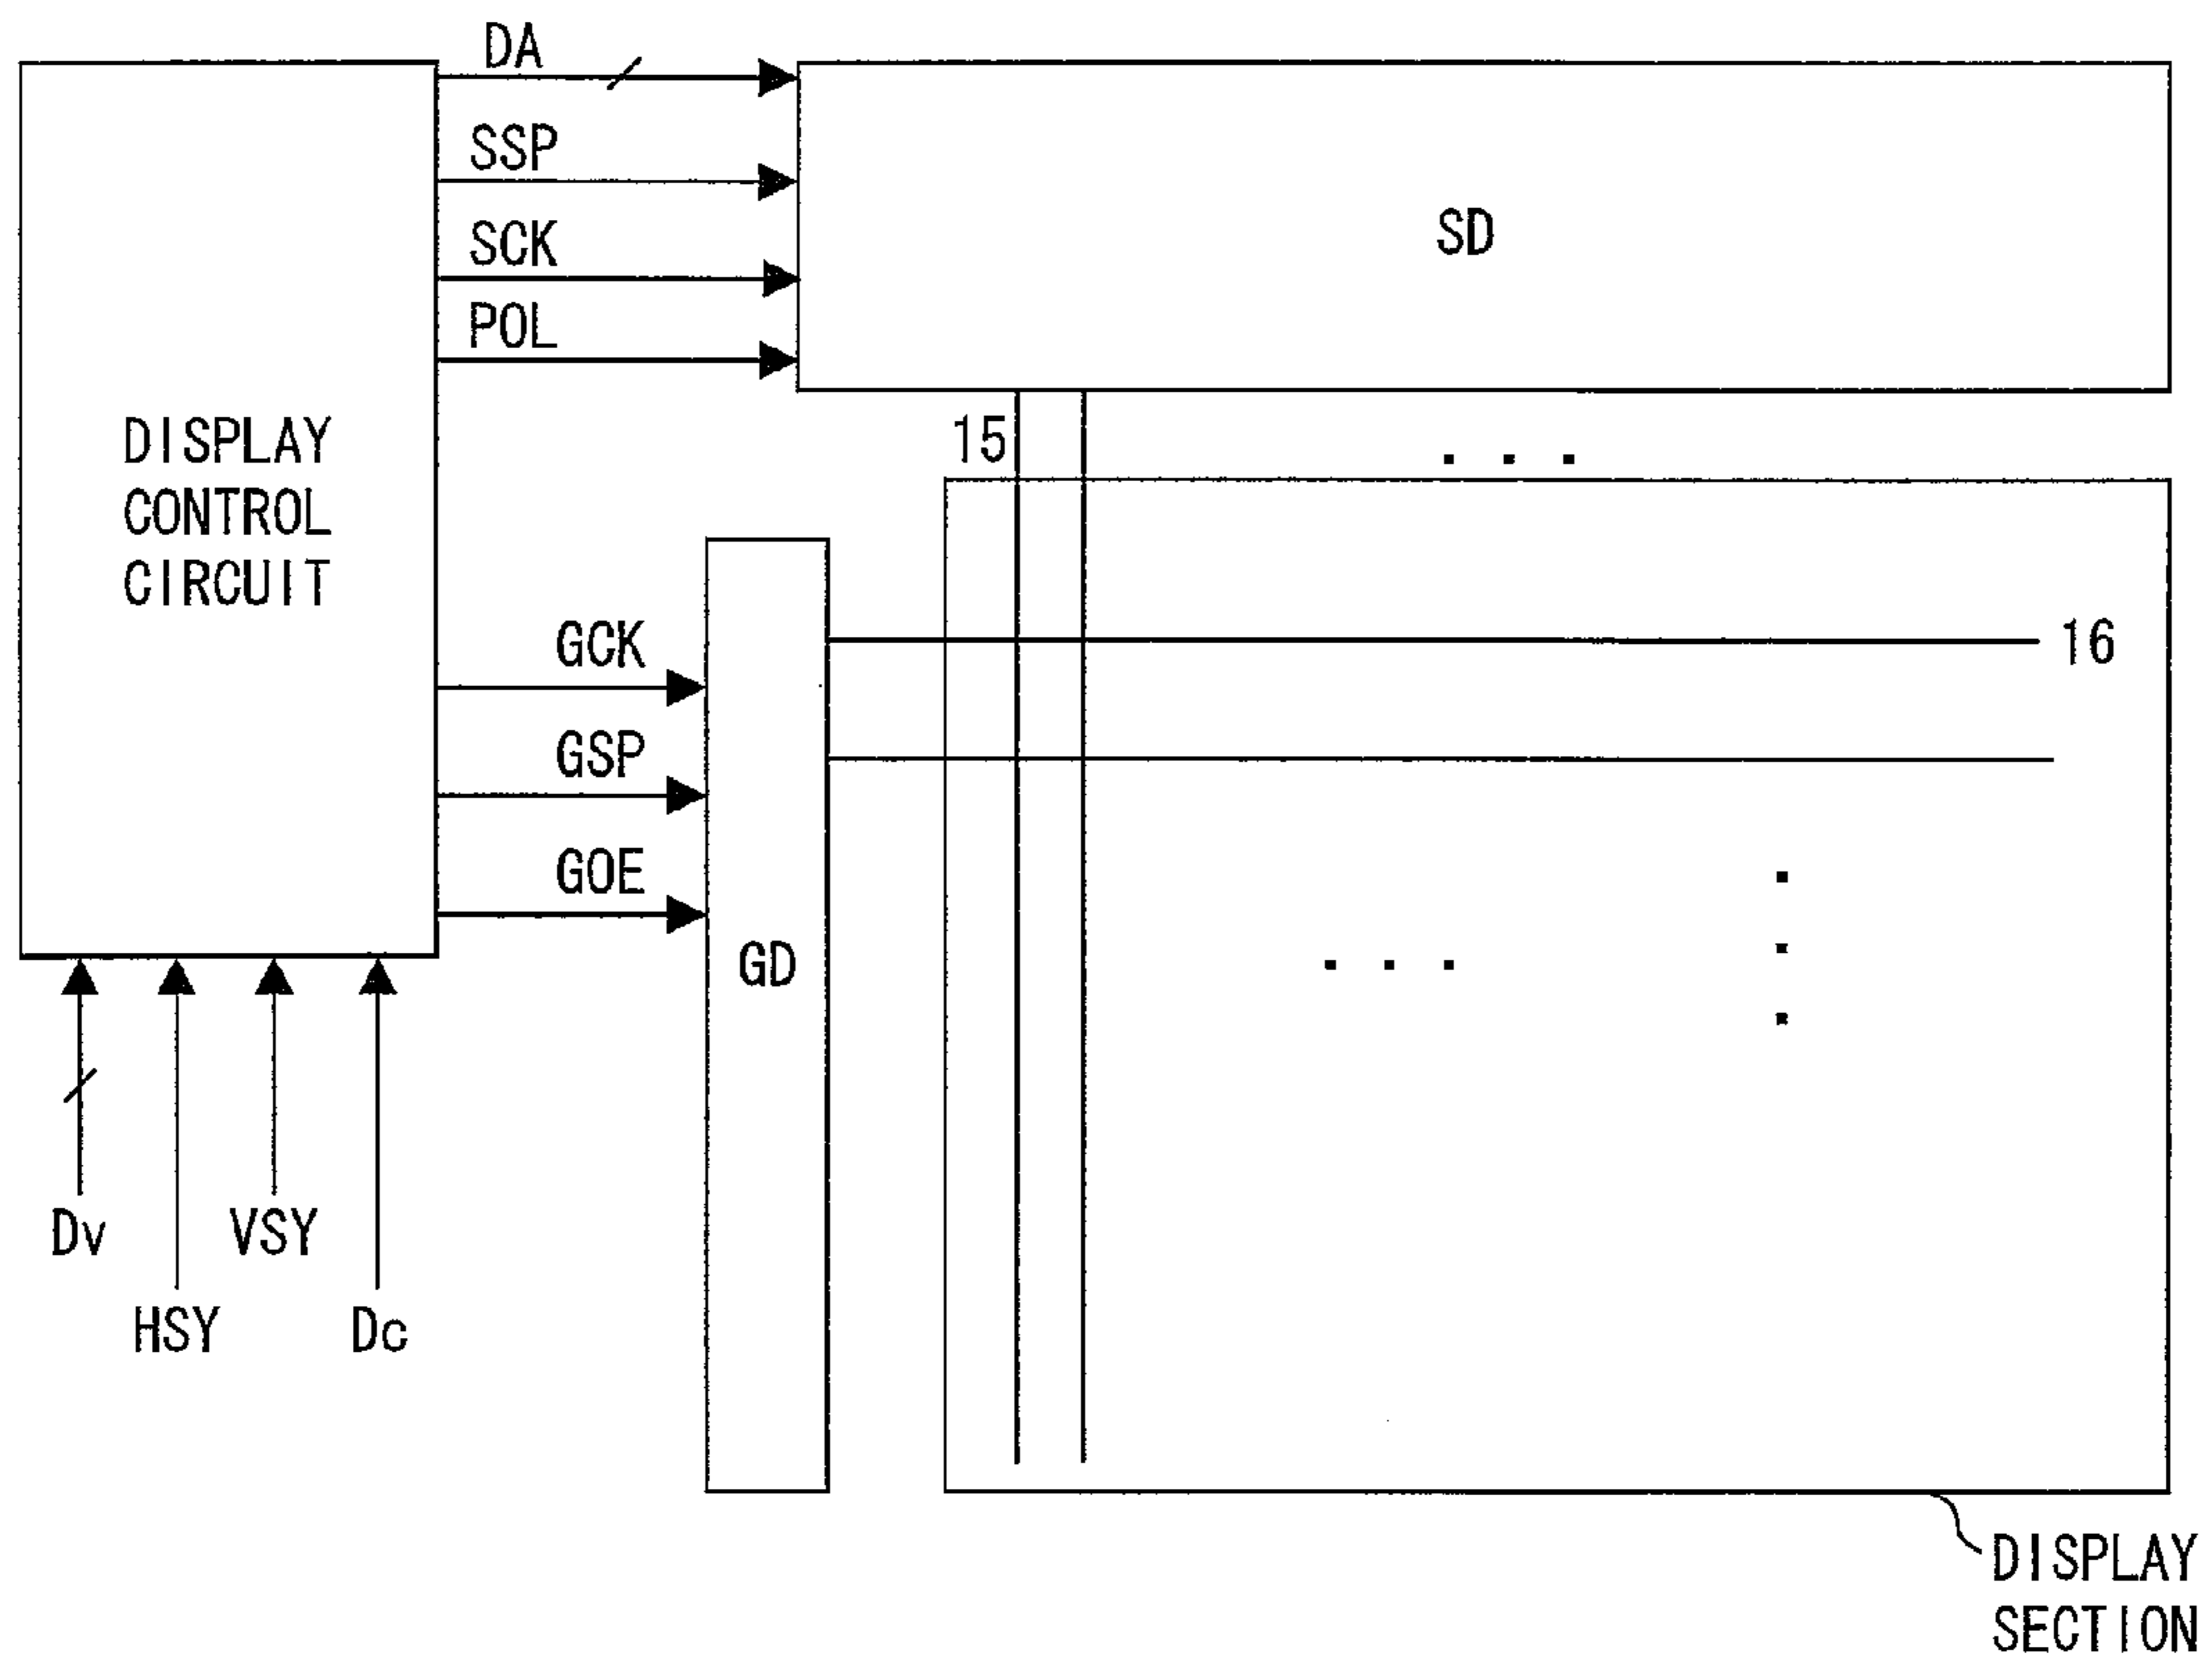 DA
SSP
SCK
POL
SD
DISPLAY
CONTROL
CIRCUIT
15
GCK
GSP
GOE
GD
16
Dv
HSY
VSY
Dc
DISPLAY
SECTION